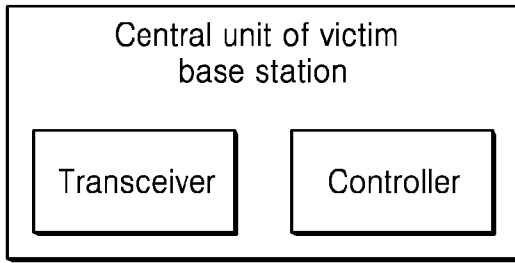 Central unit of victim
base station
Transceiver
Controller